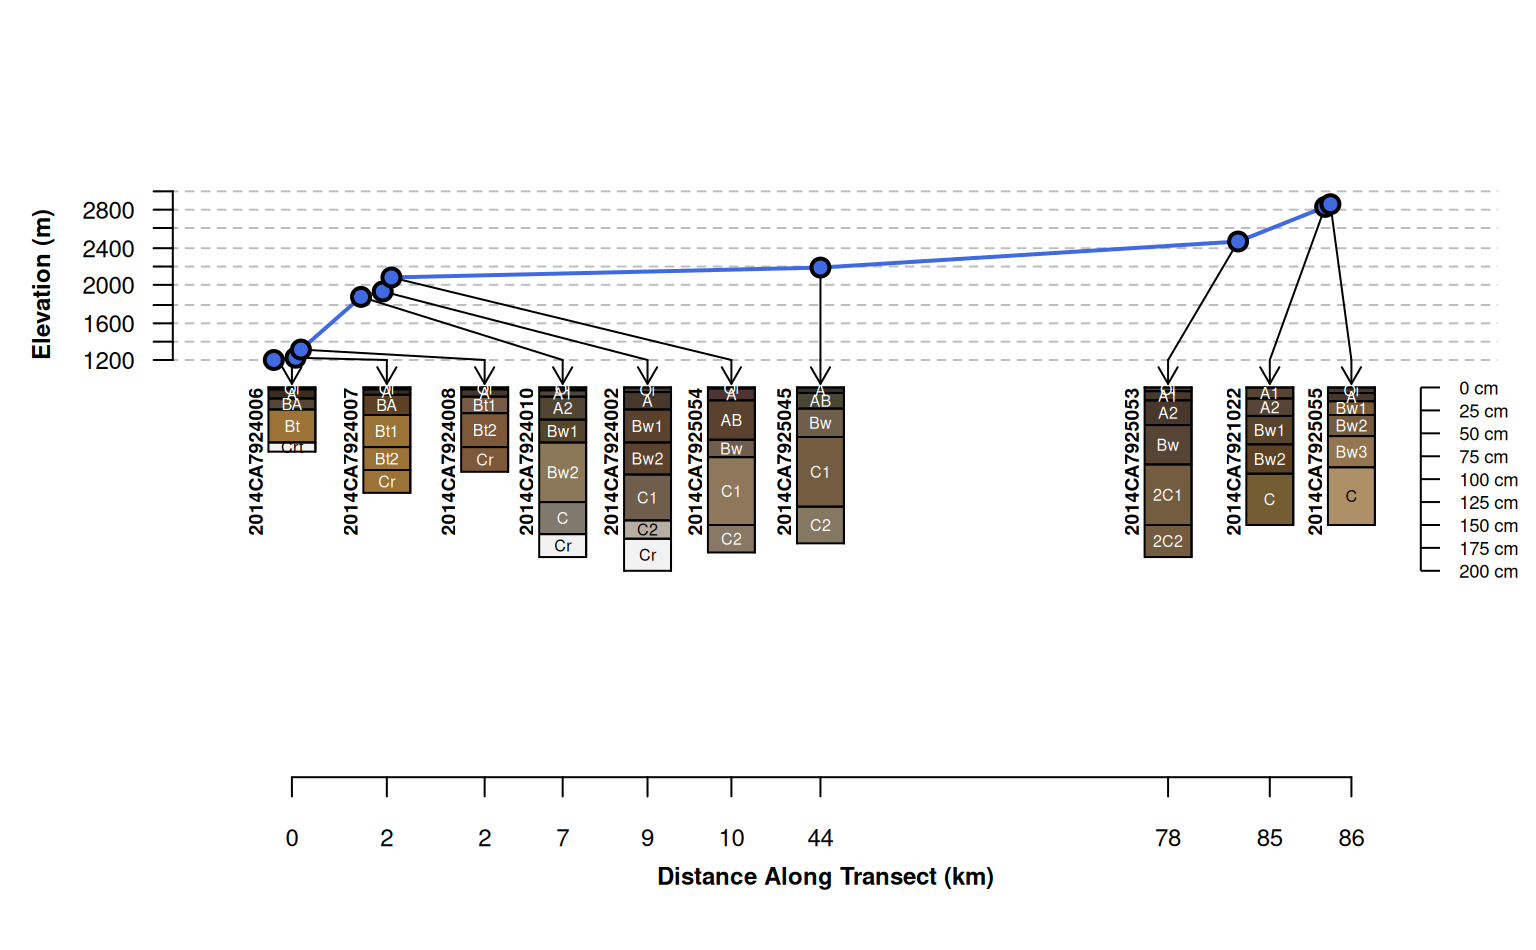 Elevation (m)
2800
2400
2000
1600
1200
2014CA7924006
BA
Bt
Crt
2014CA7924007
BA
Bt1
Bt2
Cr
2014CA7924008
Bt1
Bt2
Cr
2014CA7924010
A1
A2
Bw1
Bw2
C
Cr
2014CA7924002
Oi
A
Bw1
Bw2
C1
C2
Cr
2014CA7925054
Oi
A
AB
Bw
C1
C2
2014CA7925045
A
AB
Bw
C1
C2
2014CA7925053
A1
A2
Bw
2C1
2C2
2014CA7921022
A1
A2
Bw1
Bw2
C
2014CA7925055
Oi
A
Bw1
Bw2
Bw3
C
0 cm
25 cm
50 cm
75 cm
100 cm
125 cm
150 cm
175 cm
200 cm
0 2 2 7 9 10 44 78 85 86
Distance Along Transect (km)